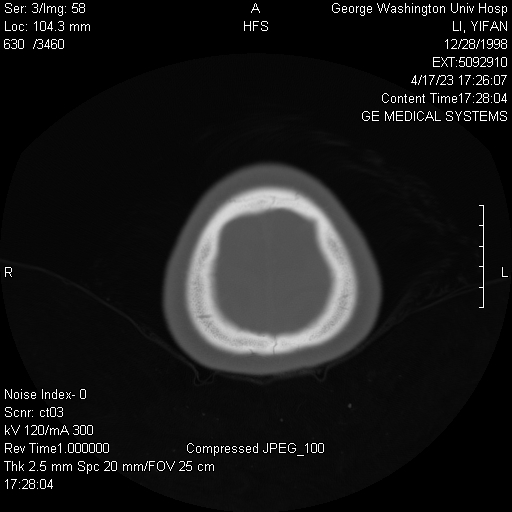 Ser: 3/Img: 58
Loc: 104.3 mm
630 /3460
A
HFS
George Washington Univ Hosp
LI, YIFAN
12/28/1998
EXT:5092910
4/17/23 17:26:07
Content Time17:28:04
GE MEDICAL SYSTEMS
R
L
Noise Index- 0
Scnr: ct03
kV 120/mA 300
Rev Time1.000000
Compressed JPEG_100
Thk 2.5 mm Spc 20 mm/FOV 25 cm
17:28:04